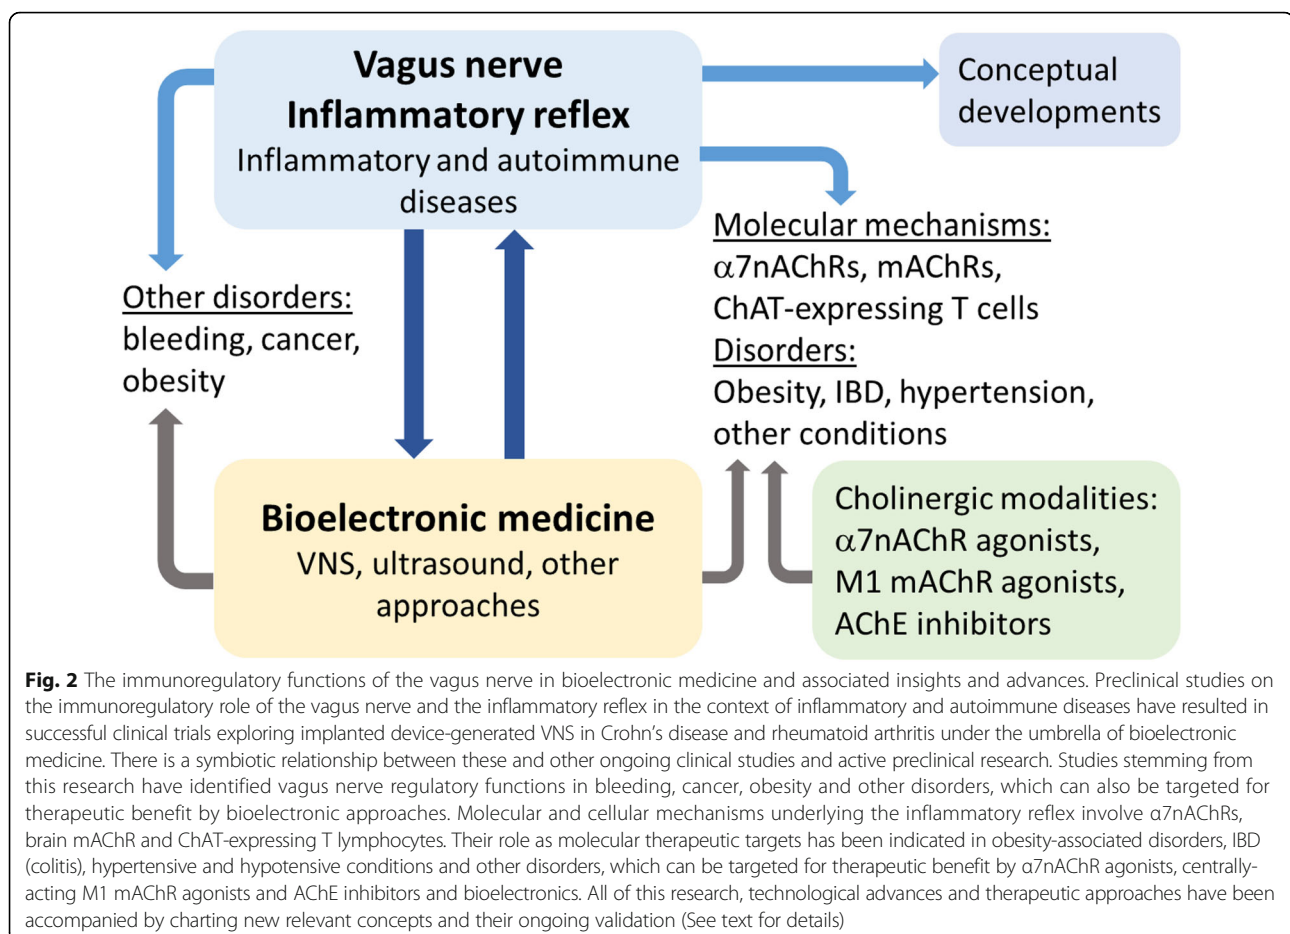 Vagus nerve
Inflammatory reflex
Inflammatory and autoimmune
diseases
Conceptual
developments
Molecular mechanisms:
α7nAChRs, mAChRs,
ChAT-expressing T cells
Disorders:
Obesity, IBD, hypertension,
other conditions
Other disorders:
bleeding, cancer,
obesity
Bioelectronic medicine
VNS, ultrasound, other
approaches
Cholinergic modalities:
α7nAChR agonists,
M1 mAChR agonists,
AChE inhibitors
Fig. 2 The immunoregulatory functions of the vagus nerve in bioelectronic medicine and associated insights and advances. Preclinical studies on
the immunoregulatory role of the vagus nerve and the inflammatory reflex in the context of inflammatory and autoimmune diseases have resulted in
successful clinical trials exploring implanted device-generated VNS in Crohn's disease and rheumatoid arthritis under the umbrella of bioelectronic
medicine. There is a symbiotic relationship between these and other ongoing clinical studies and active preclinical research. Studies stemming from
this research have identified vagus nerve regulatory functions in bleeding, cancer, obesity and other disorders, which can also be targeted for
therapeutic benefit by bioelectronic approaches. Molecular and cellular mechanisms underlying the inflammatory reflex involve α7nAChRs,
brain mAChR and ChAT-expressing T lymphocytes. Their role as molecular therapeutic targets has been indicated in obesity-associated disorders, IBD
(colitis), hypertensive and hypotensive conditions and other disorders, which can be targeted for therapeutic benefit by α7nAChR agonists, centrally-
acting M1 mAChR agonists and AChE inhibitors and bioelectronics. All of this research, technological advances and therapeutic approaches have been
accompanied by charting new relevant concepts and their ongoing validation (See text for details)